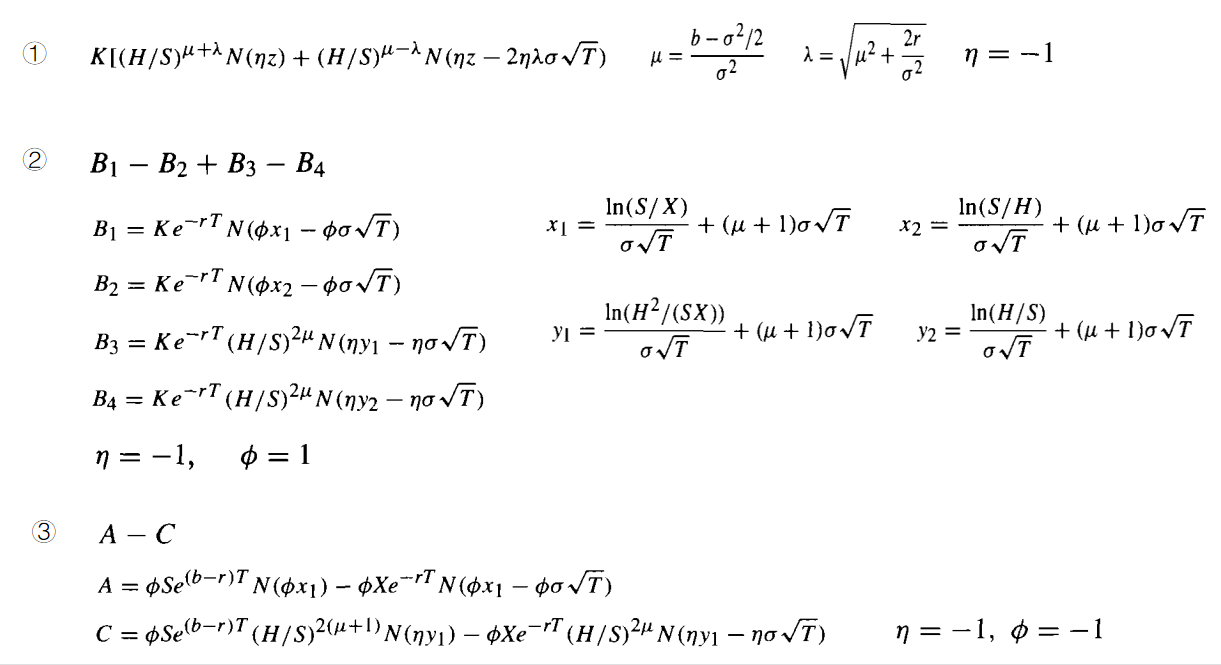 ① K[(H/S)^{μ+λ} N(ηz) + (H/S)^{μ−λ} N(ηz − 2ηλσ√T) μ = (b − σ²/2)/σ² λ = √(μ² + 2r/σ²) η = −1
② B₁ − B₂ + B₃ − B₄
B₁ = Ke^{−rT} N(ϕx₁ − ϕσ√T) x₁ = ln(S/X)/(σ√T) + (μ + 1)σ√T x₂ = ln(S/H)/(σ√T) + (μ + 1)σ√T
B₂ = Ke^{−rT} N(ϕx₂ − ϕσ√T)
B₃ = Ke^{−rT} (H/S)^{2μ} N(ηy₁ − ησ√T) y₁ = ln(H²/(SX))/(σ√T) + (μ + 1)σ√T y₂ = ln(H/S)/(σ√T) + (μ + 1)σ√T
B₄ = Ke^{−rT} (H/S)^{2μ} N(ηy₂ − ησ√T)
η = −1, ϕ = 1
③ A − C
A = ϕSe^{(b−r)T} N(ϕx₁) − ϕXe^{−rT} N(ϕx₁ − ϕσ√T)
C = ϕSe^{(b−r)T} (H/S)^{2(μ+1)} N(ηy₁) − ϕXe^{−rT} (H/S)^{2μ} N(ηy₁ − ησ√T) η = −1, ϕ = −1